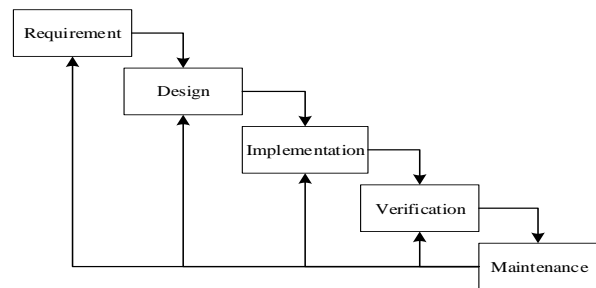 Requirement
Design
Implementation
Verification
Maintenance